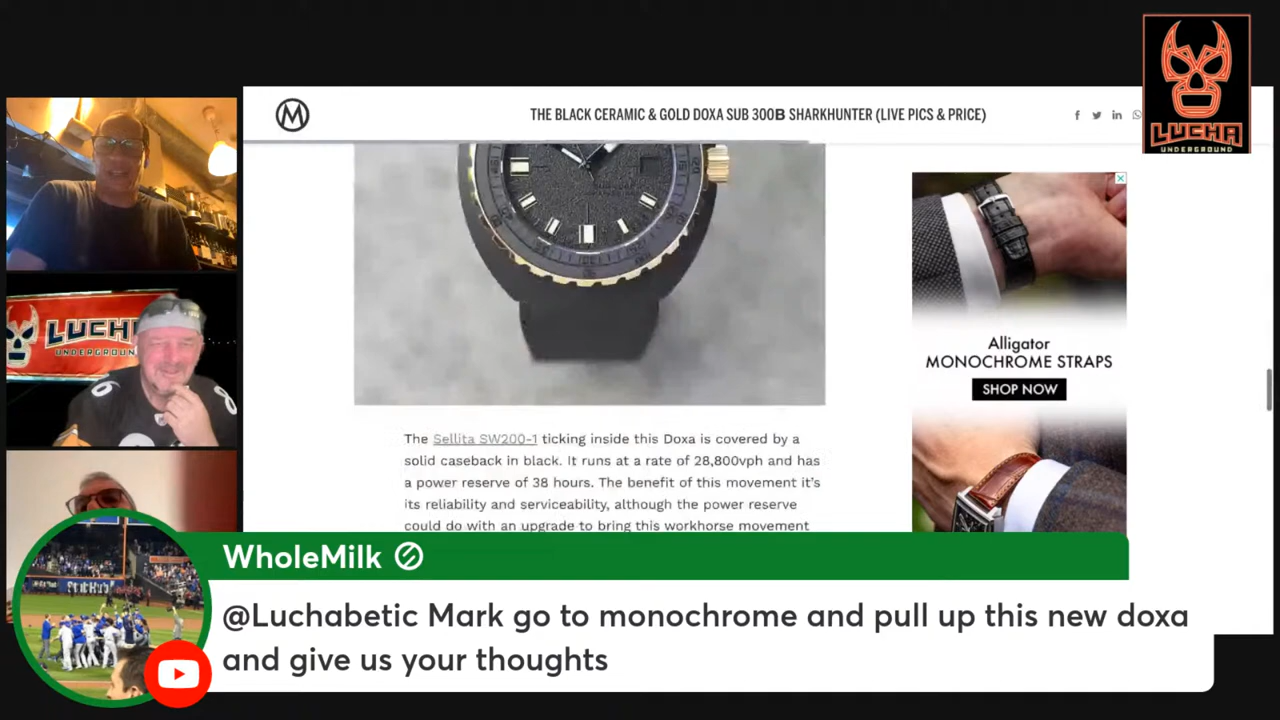 LUCHA
UNDERGROUND
M
THE BLACK CERAMIC & GOLD DOXA SUB 300B SHARKHUNTER (LIVE PICS & PRICE)
LUCHA
UNDERGROUND
Alligator
MONOCHROME STRAPS
SHOP NOW
The Sellita SW200-1 ticking inside this Doxa is covered by a
solid caseback in black. It runs at a rate of 28,800vph and has
a power reserve of 38 hours. The benefit of this movement it's
its reliability and serviceability, although the power reserve
could do with an upgrade to bring this workhorse movement
WholeMilk
@Luchabetic Mark go to monochrome and pull up this new doxa
and give us your thoughts